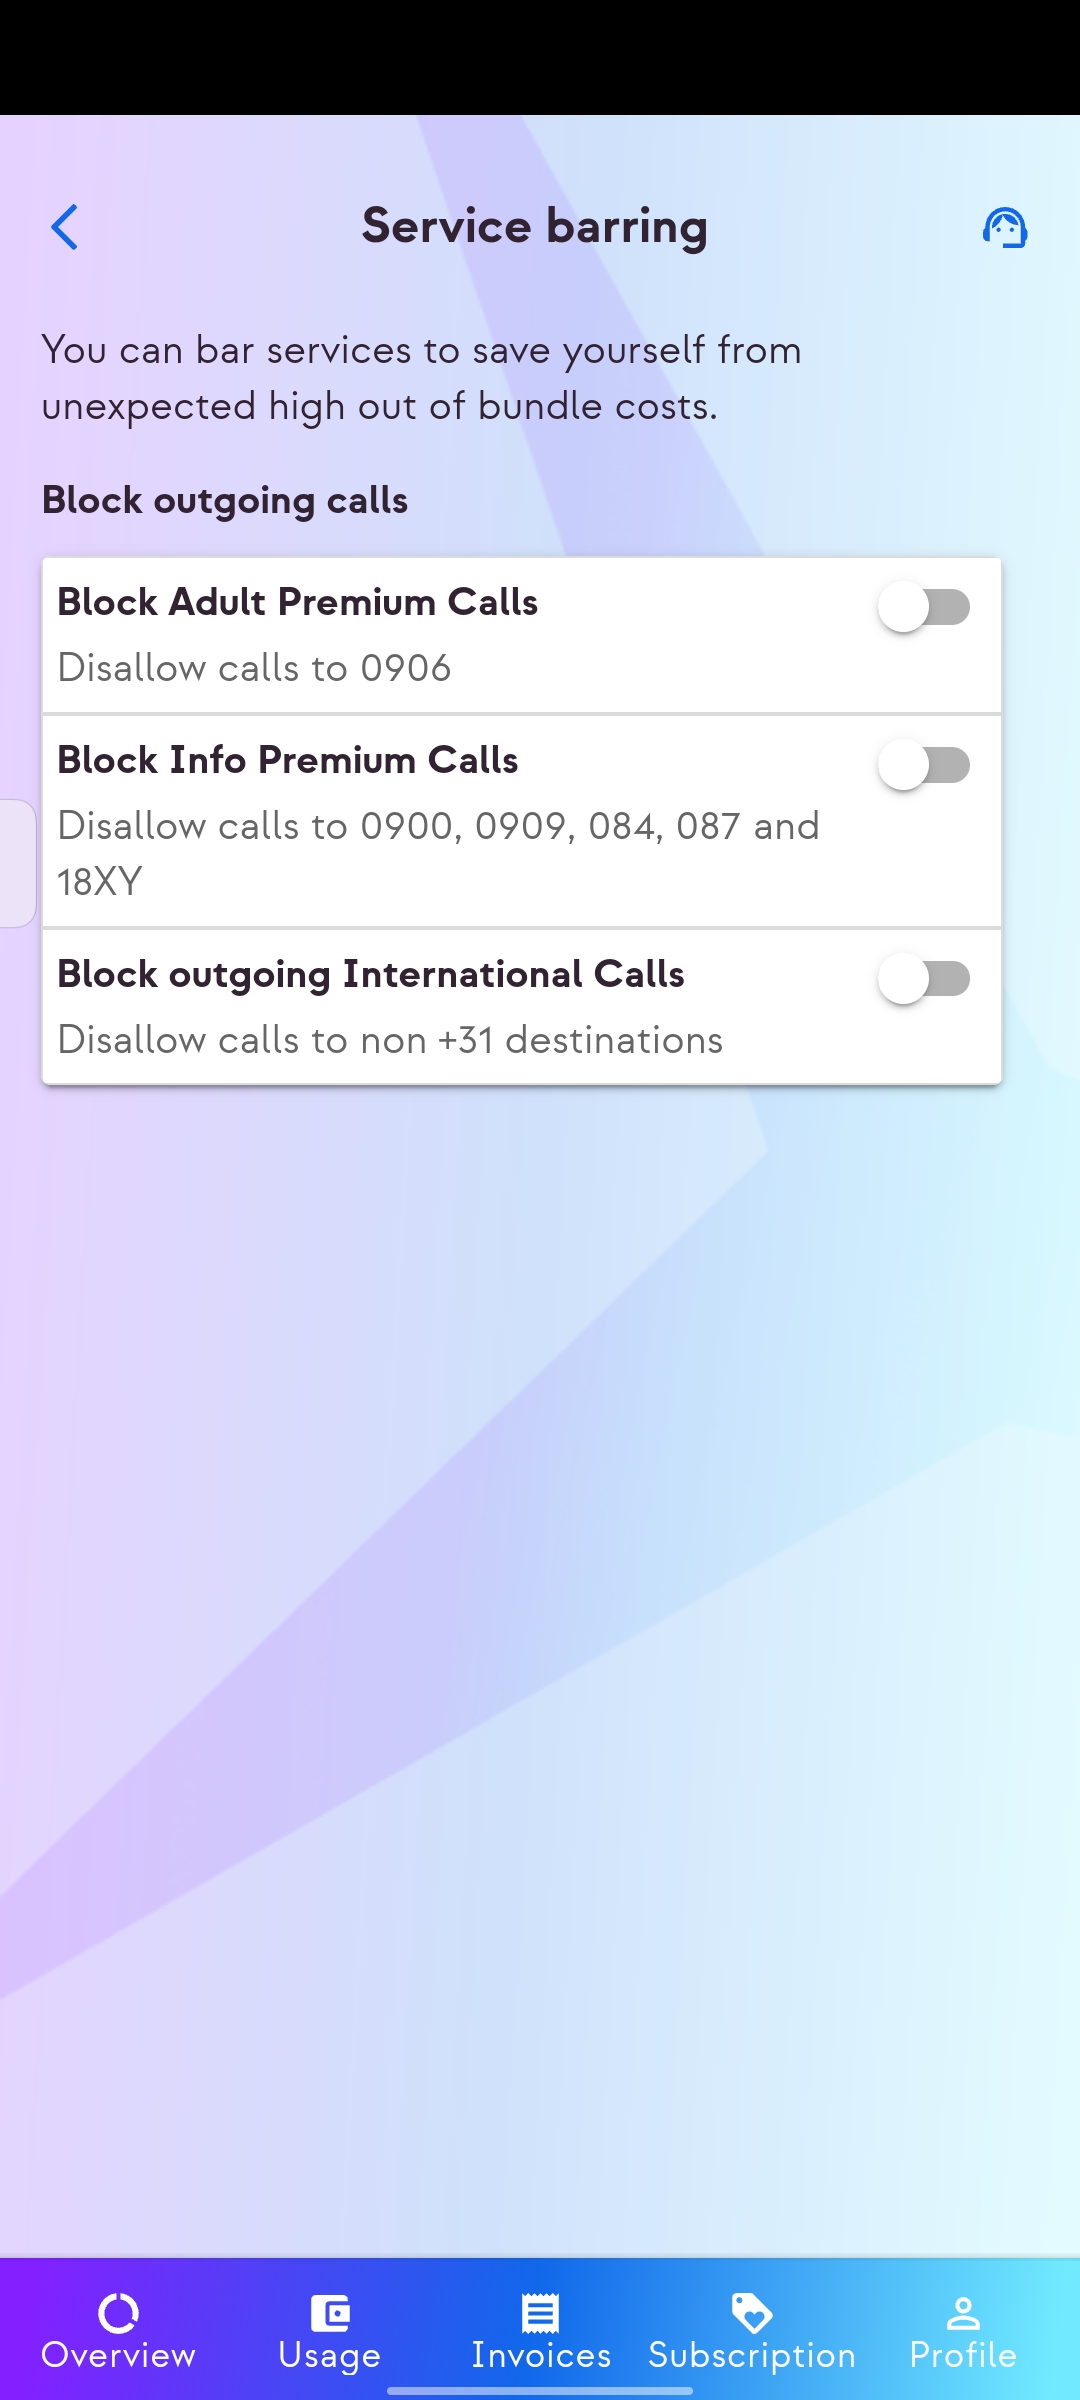 Service barring
You can bar services to save yourself from
unexpected high out of bundle costs.
Block outgoing calls
Block Adult Premium Calls
Disallow calls to 0906
Block Info Premium Calls
Disallow calls to 0900, 0909, 084, 087 and
18XY
Block outgoing International Calls
Disallow calls to non +31 destinations
Overview
Usage
Invoices
Subscription
Profile